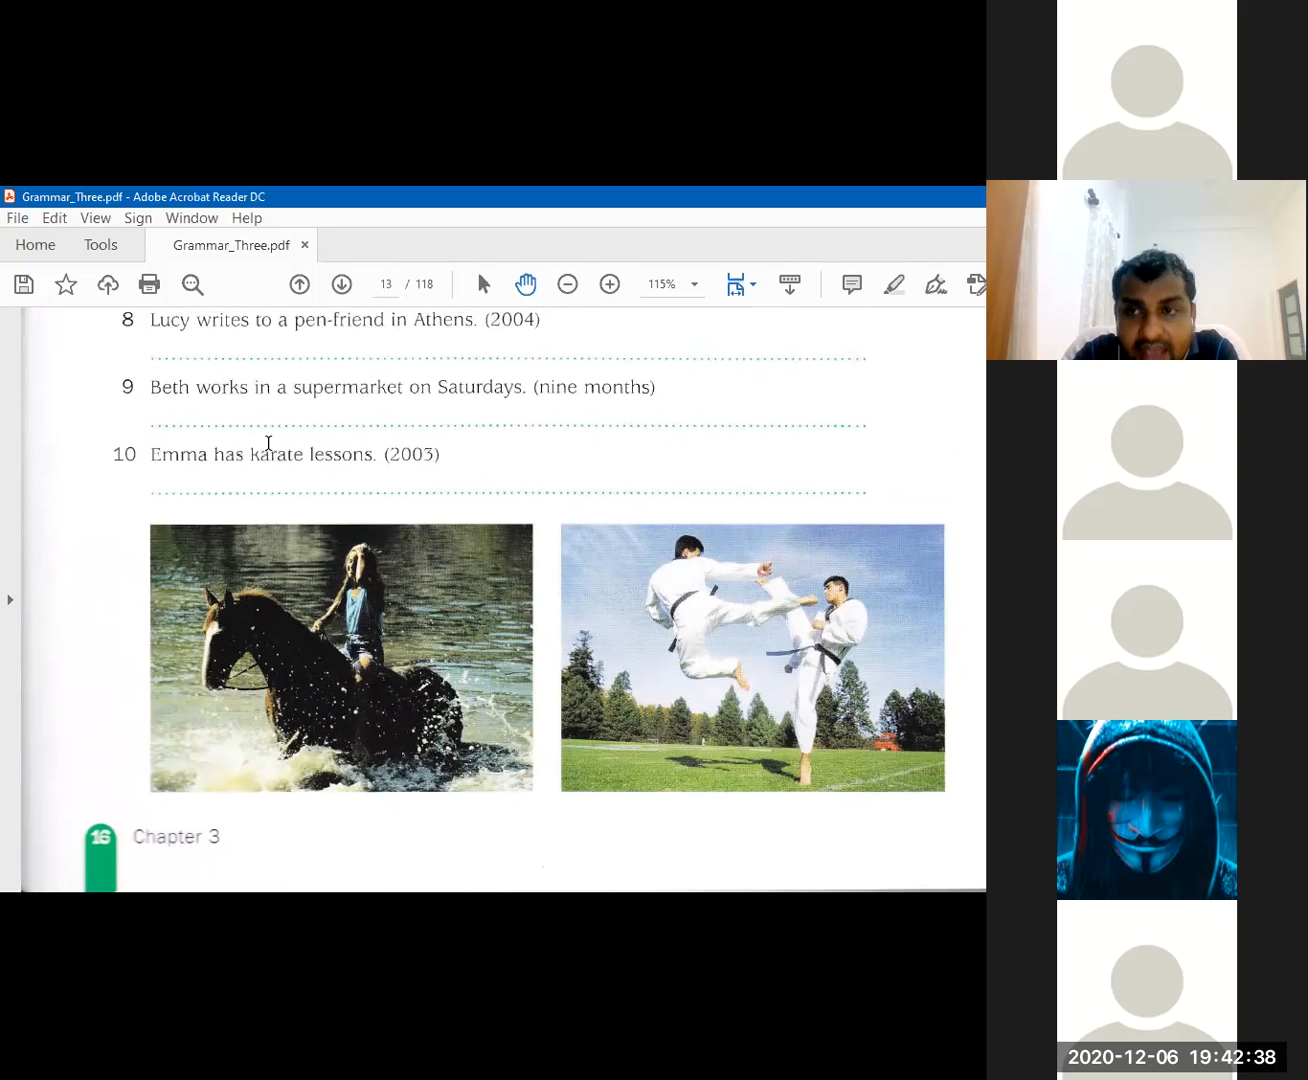 Grammar_Three.pdf - Adobe Acrobat Reader DC
File Edit View Sign Window Help
Home Tools Grammar_Three.pdf ×
13 / 118 115%
8 Lucy writes to a pen-friend in Athens. (2004)
9 Beth works in a supermarket on Saturdays. (nine months)
10 Emma has karate lessons. (2003)
16 Chapter 3
2020-12-06 19:42:38